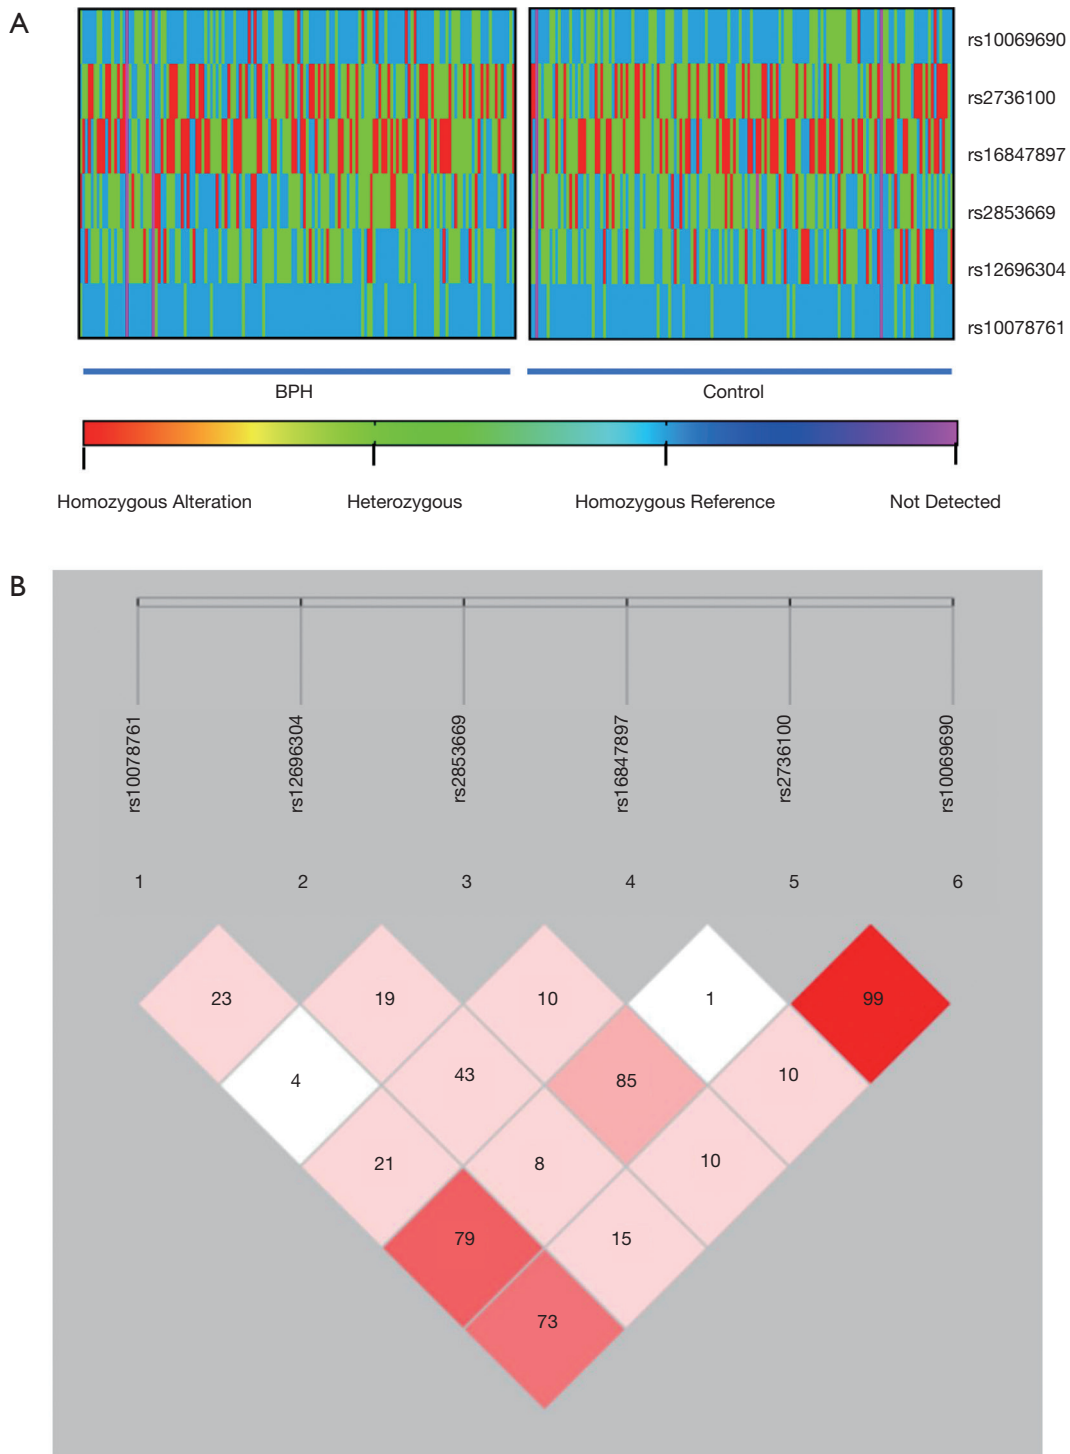 A
rs10069690
rs2736100
rs16847897
rs2853669
rs12696304
rs10078761
BPH Control
Homozygous Alteration Heterozygous Homozygous Reference Not Detected
B
rs10078761 rs12696304 rs2853669 rs16847897 rs2736100 rs10069690
1 2 3 4 5 6
23 19 10 1 99
4 43 85 10
21 8 10
79 15
73